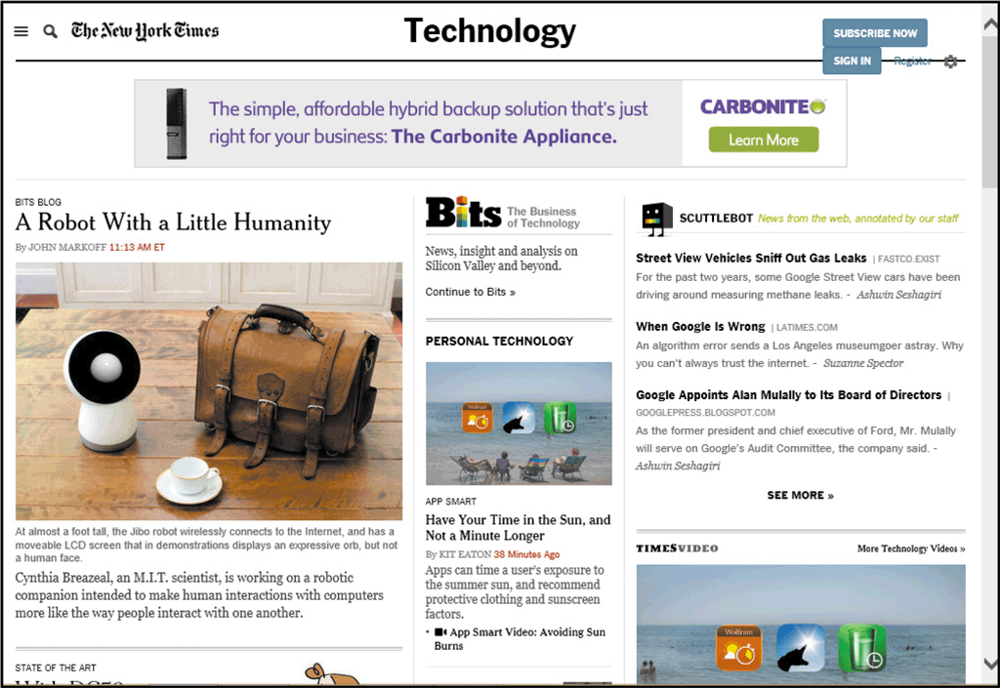 The New York Times
Technology
SUBSCRIBE NOW
SIGN IN
Register
The simple, affordable hybrid backup solution that's just
right for your business: The Carbonite Appliance.
CARBONITE
Learn More
BITS BLOG
A Robot With a Little Humanity
By JOHN MARKOFF 11:13 AM ET
At almost a foot tall, the Jibo robot wirelessly connects to the Internet, and has a
moveable LCD screen that in demonstrations displays an expressive orb, but not
a human face.
Cynthia Breazeal, an M.I.T. scientist, is working on a robotic
companion intended to make human interactions with computers
more like the way people interact with one another.
STATE OF THE ART
Bits The Business
of Technology
News, insight and analysis on
Silicon Valley and beyond.
Continue to Bits »
PERSONAL TECHNOLOGY
Wolfram
APP SMART
Have Your Time in the Sun, and
Not a Minute Longer
By KIT EATON 38 Minutes Ago
Apps can time a user's exposure to
the summer sun, and recommend
protective clothing and sunscreen
factors.
• App Smart Video: Avoiding Sun
Burns
SCUTTLEBOT News from the web, annotated by our staff
Street View Vehicles Sniff Out Gas Leaks | FASTCO.EXIST
For the past two years, some Google Street View cars have been
driving around measuring methane leaks. - Ashwin Seshagiri
When Google Is Wrong | LATIMES.COM
An algorithm error sends a Los Angeles museumgoer astray. Why
you can't always trust the internet. - Suzanne Spector
Google Appoints Alan Mulally to Its Board of Directors |
GOOGLEPRESS.BLOGSPOT.COM
As the former president and chief executive of Ford, Mr. Mulally
will serve on Google's Audit Committee, the company said. -
Ashwin Seshagiri
SEE MORE »
TIMESVIDEO
More Technology Videos »
Wolfram